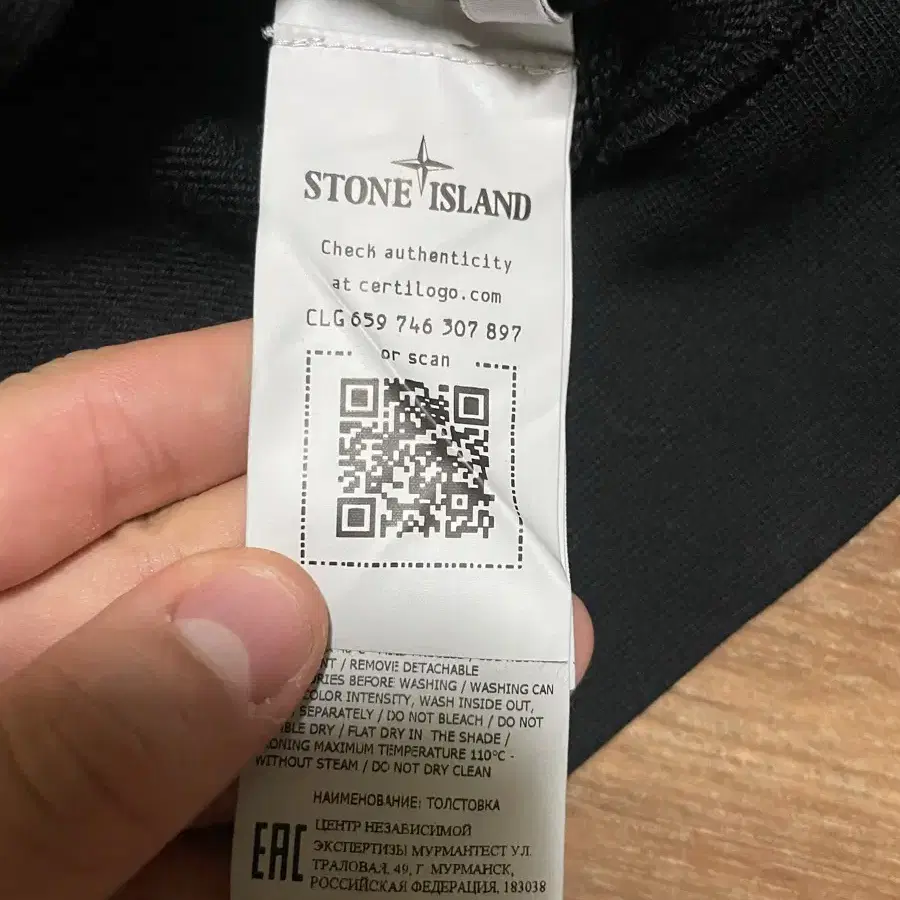 STONE ISLAND
Check authenticity
at certilogo.com
CLG 659 746 307 897
or scan
/ REMOVE DETACHABLE
BEFORE WASHING / WASHING CAN
COLOR INTENSITY, WASH INSIDE OUT,
SEPARATELY / DO NOT BLEACH / DO NOT
DRY / FLAT DRY IN THE SHADE /
MAXIMUM TEMPERATURE 110°C -
WITHOUT STEAM / DO NOT DRY CLEAN
НАИМЕНОВАНИЕ: ТОЛСТОВКА
EAC
ЦЕНТР НЕЗАВИСИМОЙ
ЭКСПЕРТИЗЫ МУРМАНТЕСТ УЛ.
ТРАЛОВАЯ, 49, Г. МУРМАНСК,
РОССИЙСКАЯ ФЕДЕРАЦИЯ, 183038